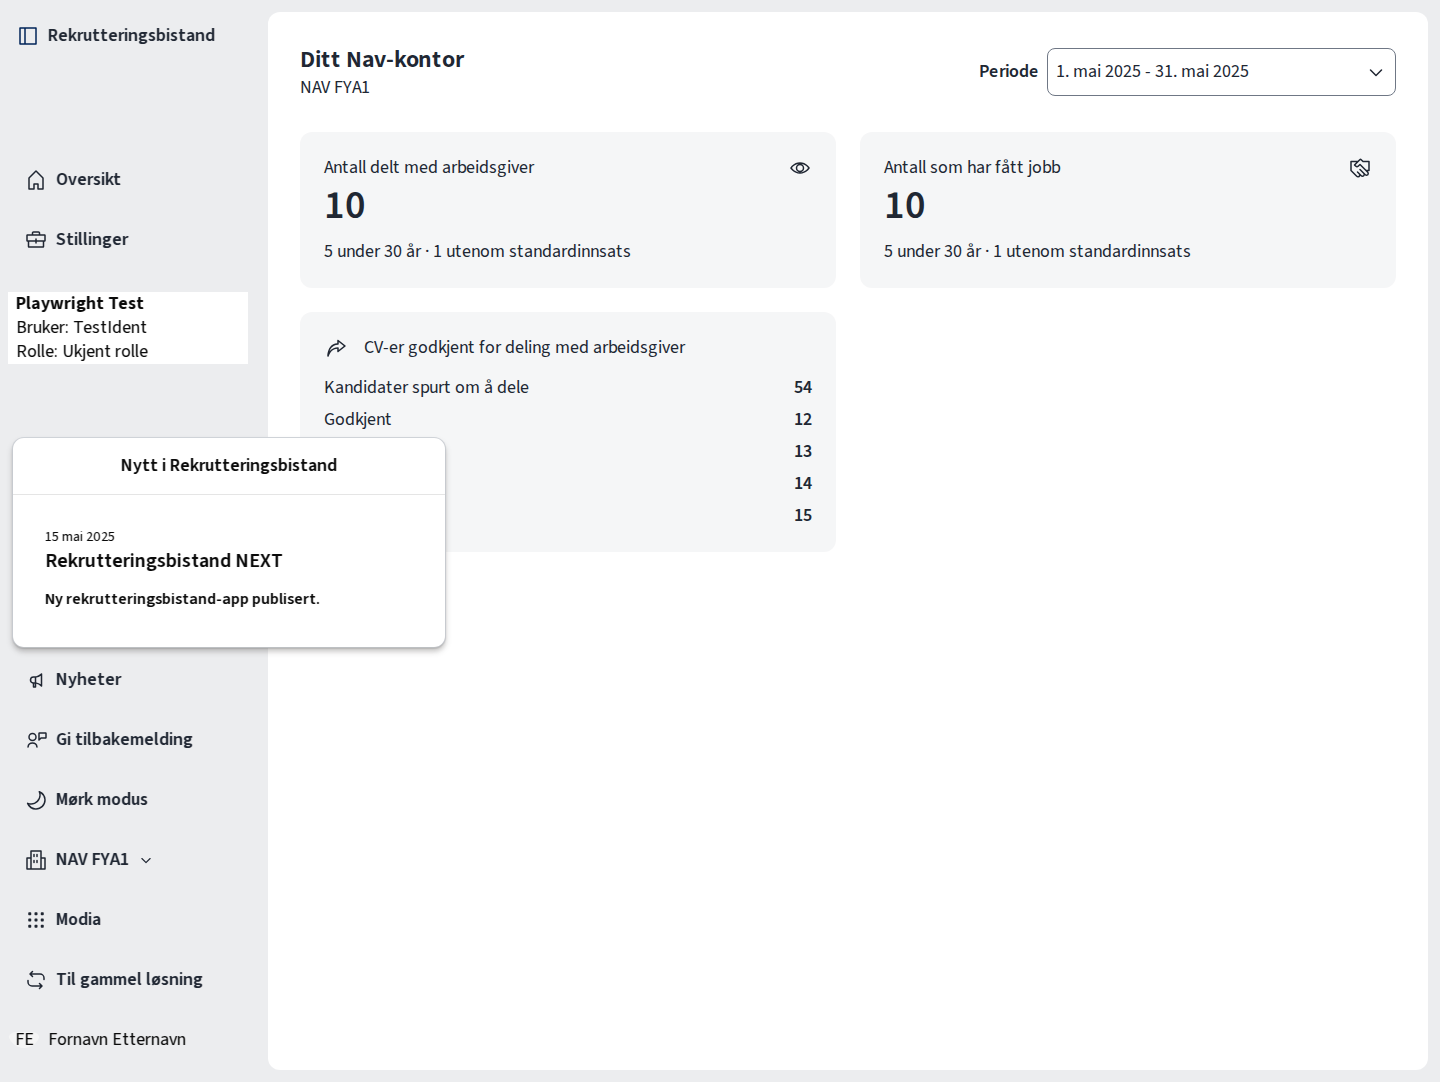 Rekrutteringsbistand
Oversikt
Stillinger
Playwright Test
Bruker: TestIdent
Rolle: Ukjent rolle
Nytt i Rekrutteringsbistand
15 mai 2025
Rekrutteringsbistand NEXT
Ny rekrutteringsbistand-app publisert.
Nyheter
Gi tilbakemelding
Mørk modus
NAV FYA1
Modia
Til gammel løsning
FE Fornavn Etternavn
Ditt Nav-kontor
NAV FYA1
Periode 1. mai 2025 - 31. mai 2025
Antall delt med arbeidsgiver
10
5 under 30 år · 1 utenom standardinnsats
Antall som har fått jobb
10
5 under 30 år · 1 utenom standardinnsats
CV-er godkjent for deling med arbeidsgiver
Kandidater spurt om å dele 54
Godkjent 12
13
14
15